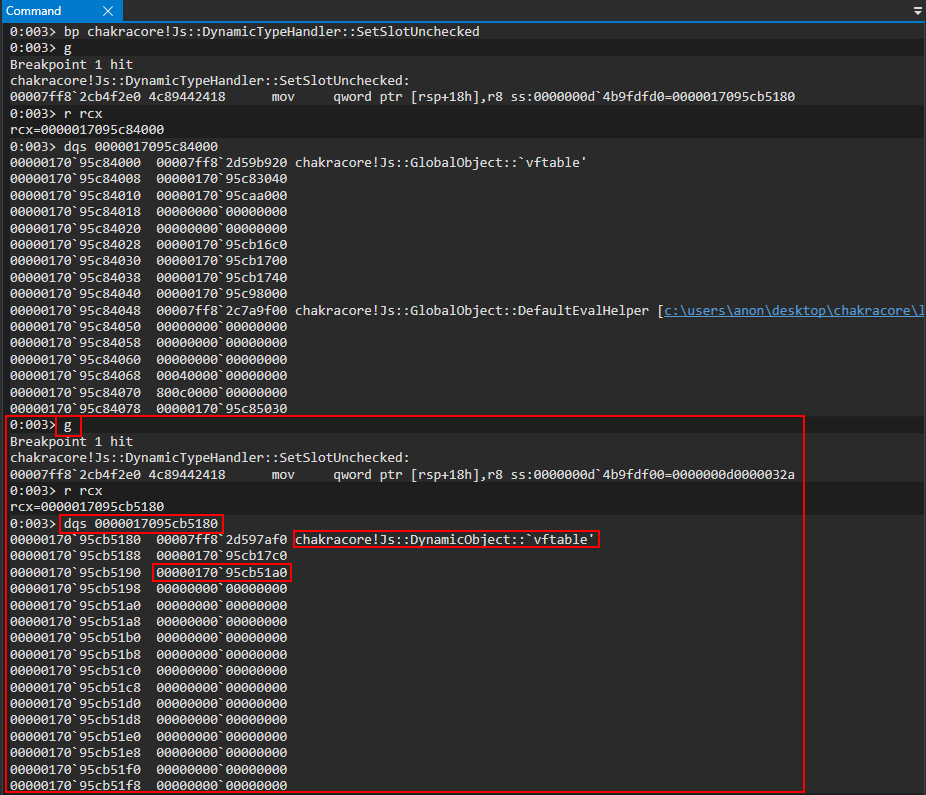 Command
0:003> bp chakracore!Js::DynamicTypeHandler::SetSlotUnchecked
0:003> g
Breakpoint 1 hit
chakracore!Js::DynamicTypeHandler::SetSlotUnchecked:
00007ff8`2cb4f2e0 4c89442418      mov     qword ptr [rsp+18h],r8 ss:0000000d`4b9fdfd0=0000017095cb5180
0:003> r rcx
rcx=0000017095c84000
0:003> dqs 0000017095c84000
00000170`95c84000  00007ff8`2d59b920 chakracore!Js::GlobalObject::`vftable'
00000170`95c84008  00000170`95c83040
00000170`95c84010  00000170`95caa000
00000170`95c84018  00000000`00000000
00000170`95c84020  00000000`00000000
00000170`95c84028  00000170`95cb16c0
00000170`95c84030  00000170`95cb1700
00000170`95c84038  00000170`95cb1740
00000170`95c84040  00000170`95c98000
00000170`95c84048  00007ff8`2c7a9f00 chakracore!Js::GlobalObject::DefaultEvalHelper [c:\users\anon\desktop\chakracore\l
00000170`95c84050  00000000`00000000
00000170`95c84058  00000000`00000000
00000170`95c84060  00000000`00000000
00000170`95c84068  00040000`00000000
00000170`95c84070  800c0000`00000000
00000170`95c84078  00000170`95c85030
0:003> g
Breakpoint 1 hit
chakracore!Js::DynamicTypeHandler::SetSlotUnchecked:
00007ff8`2cb4f2e0 4c89442418      mov     qword ptr [rsp+18h],r8 ss:0000000d`4b9fdf00=0000000d0000032a
0:003> r rcx
rcx=0000017095cb5180
0:003> dqs 0000017095cb5180
00000170`95cb5180  00007ff8`2d597af0 chakracore!Js::DynamicObject::`vftable'
00000170`95cb5188  00000170`95cb17c0
00000170`95cb5190  00000170`95cb51a0
00000170`95cb5198  00000000`00000000
00000170`95cb51a0  00000000`00000000
00000170`95cb51a8  00000000`00000000
00000170`95cb51b0  00000000`00000000
00000170`95cb51b8  00000000`00000000
00000170`95cb51c0  00000000`00000000
00000170`95cb51c8  00000000`00000000
00000170`95cb51d0  00000000`00000000
00000170`95cb51d8  00000000`00000000
00000170`95cb51e0  00000000`00000000
00000170`95cb51e8  00000000`00000000
00000170`95cb51f0  00000000`00000000
00000170`95cb51f8  00000000`00000000